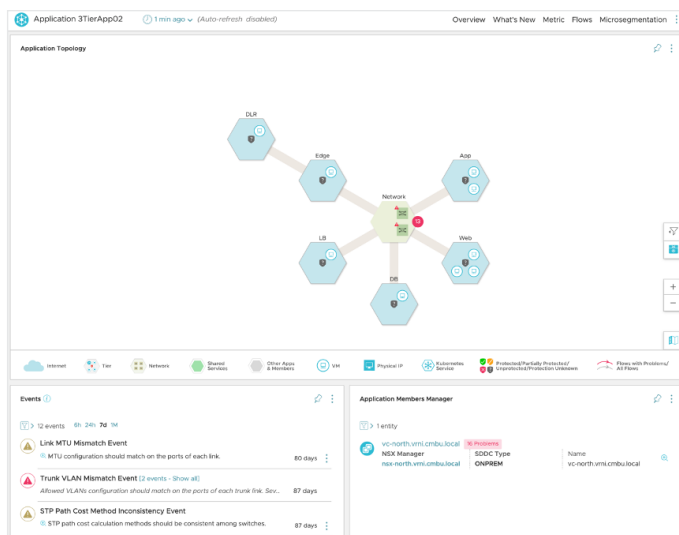 Application 3TierApp02
1 min ago (Auto-refresh disabled)
Overview What's New Metric Flows Microsegmentation
Application Topology
DLR
Edge
App
Network
12
LB
Web
DB
Internet
Tier
Network
Shared
Services
Other Apps
& Members
VM
Physical IP
Kubernetes
Service
Protected/Partially Protected/
Unprotected/Protection Unknown
Flows with Problems/
All Flows
Events
12 events 6h 24h 7d 1M
Link MTU Mismatch Event
MTU configuration should match on the ports of each link.
80 days
Trunk VLAN Mismatch Event [2 events - Show all]
Allowed VLANs configuration should match on the ports of each trunk link. Sev...
87 days
STP Path Cost Method Inconsistency Event
STP path cost calculation methods should be consistent among switches.
87 days
Application Members Manager
1 entity
vc-north.vrni.cmbu.local 16 Problems
NSX Manager SDDC Type Name
nsx-north.vrni.cmbu.local ONPREM vc-north.vrni.cmbu.local